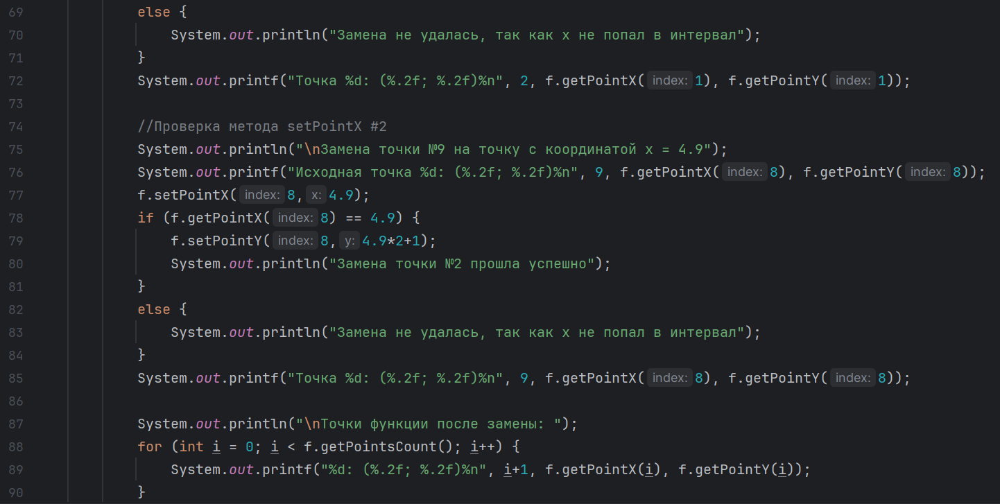 69 else {
70 System.out.println("Замена не удалась, так как x не попал в интервал");
71 }
72 System.out.printf("Точка %d: (%.2f; %.2f)%n", 2, f.getPointX( index: 1), f.getPointY( index: 1));
73
74 //Проверка метода setPointX #2
75 System.out.println("\nЗамена точки №9 на точку с координатой x = 4.9");
76 System.out.printf("Исходная точка %d: (%.2f; %.2f)%n", 9, f.getPointX( index: 8), f.getPointY( index: 8));
77 f.setPointX( index: 8, x: 4.9);
78 if (f.getPointX( index: 8) == 4.9) {
79 f.setPointY( index: 8, y: 4.9*2+1);
80 System.out.println("Замена точки №2 прошла успешно");
81 }
82 else {
83 System.out.println("Замена не удалась, так как x не попал в интервал");
84 }
85 System.out.printf("Точка %d: (%.2f; %.2f)%n", 9, f.getPointX( index: 8), f.getPointY( index: 8));
86
87 System.out.println("\nТочки функции после замены: ");
88 for (int i = 0; i < f.getPointsCount(); i++) {
89 System.out.printf("%d: (%.2f; %.2f)%n", i+1, f.getPointX(i), f.getPointY(i));
90 }